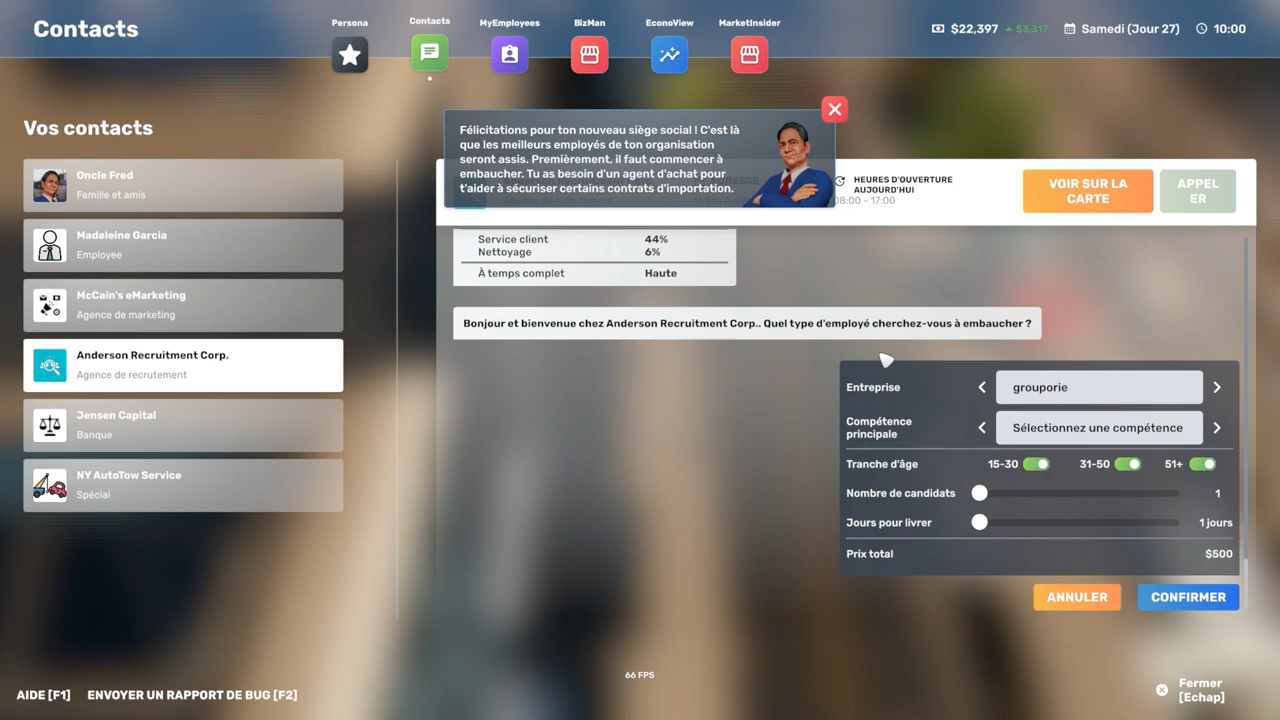 Contacts
Persona
Contacts
MyEmployees
BizMan
EconoView
MarketInsider
$22,397
$3.317
Samedi (Jour 27)
10:00
Vos contacts
Oncle Fred
Famille et amis
Madeleine Garcia
Employee
McCain's eMarketing
Agence de marketing
Anderson Recruitment Corp.
Agence de recrutement
Jensen Capital
Banque
NY AutoTow Service
Spécial
Félicitations pour ton nouveau siège social ! C'est là
que les meilleurs employés de ton organisation
seront assis. Premièrement, il faut commencer à
embaucher. Tu as besoin d'un agent d'achat pour
t'aider à sécuriser certains contrats d'importation.
HEURES D'OUVERTURE
AUJOURD'HUI
08:00 - 17:00
VOIR SUR LA
CARTE
APPEL
ER
Service client 44%
Nettoyage 6%
À temps complet Haute
Bonjour et bienvenue chez Anderson Recruitment Corp.. Quel type d'employé cherchez-vous à embaucher ?
Entreprise
grouporie
Compétence
principale
Sélectionnez une compétence
Tranche d'âge 15-30 31-50 51+
Nombre de candidats 1
Jours pour livrer 1 jours
Prix total $500
ANNULER
CONFIRMER
66 FPS
AIDE [F1]
ENVOYER UN RAPPORT DE BUG [F2]
Fermer
[Echap]